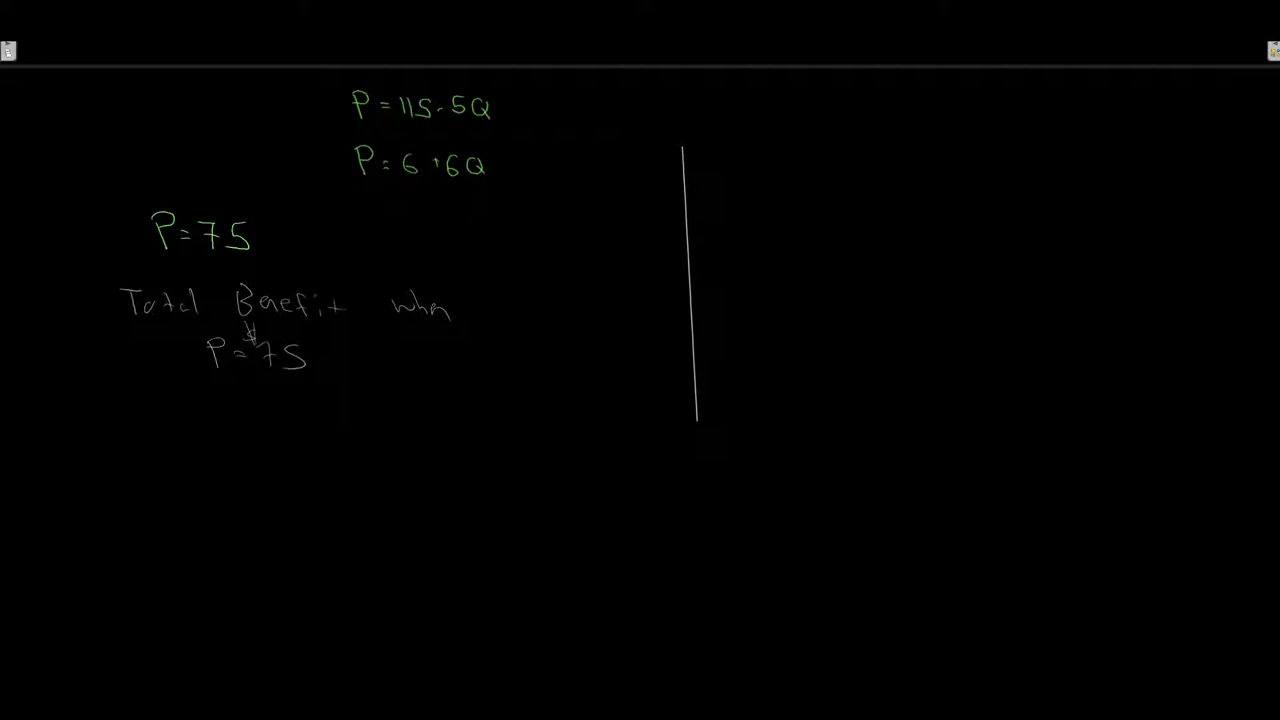 P = 115 - 5Q
P = 6 + 6Q
P = 75
Total Benefit when
P = 75